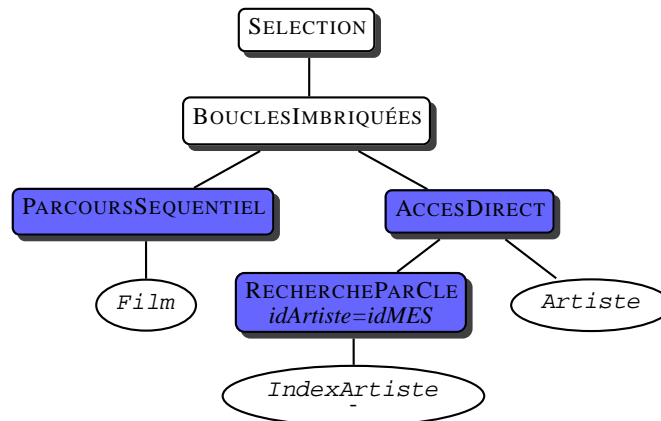 SELECTION
BOUCLESIMBRIQUÉES
PARCOURSSEQUENTIEL
ACCESDIRECT
Film
RECHERCHEPARCLE
idArtiste=idMES
Artiste
IndexArtiste
-